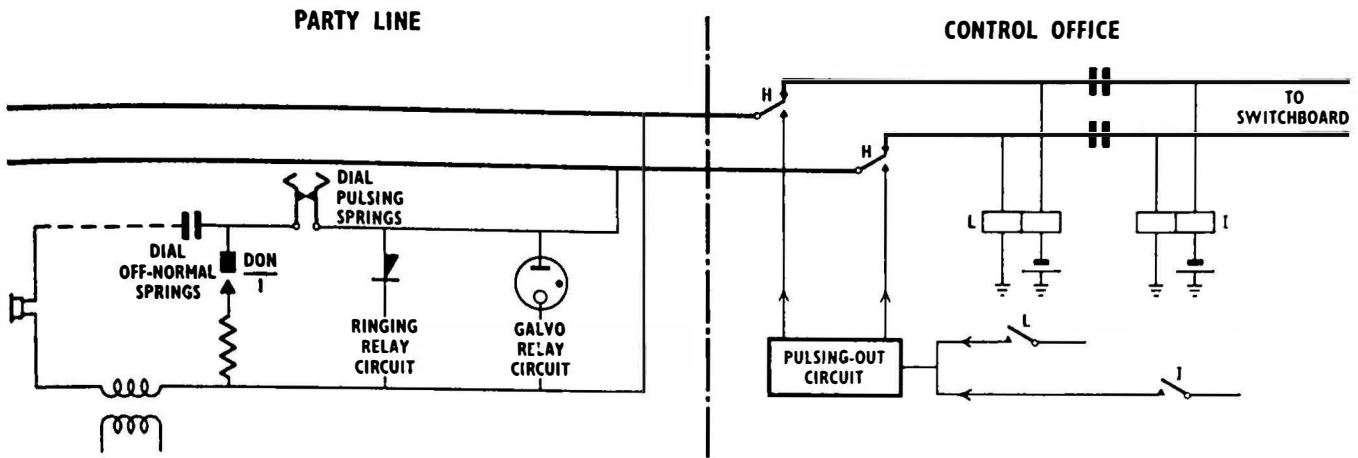 PARTY LINE
CONTROL OFFICE
H
H
TO
SWITCHBOARD
DIAL
PULSING
SPRINGS
DIAL
OFF-NORMAL
SPRINGS
DON
1
RINGING
RELAY
CIRCUIT
GALVO
RELAY
CIRCUIT
L
I
PULSING-OUT
CIRCUIT
L
I